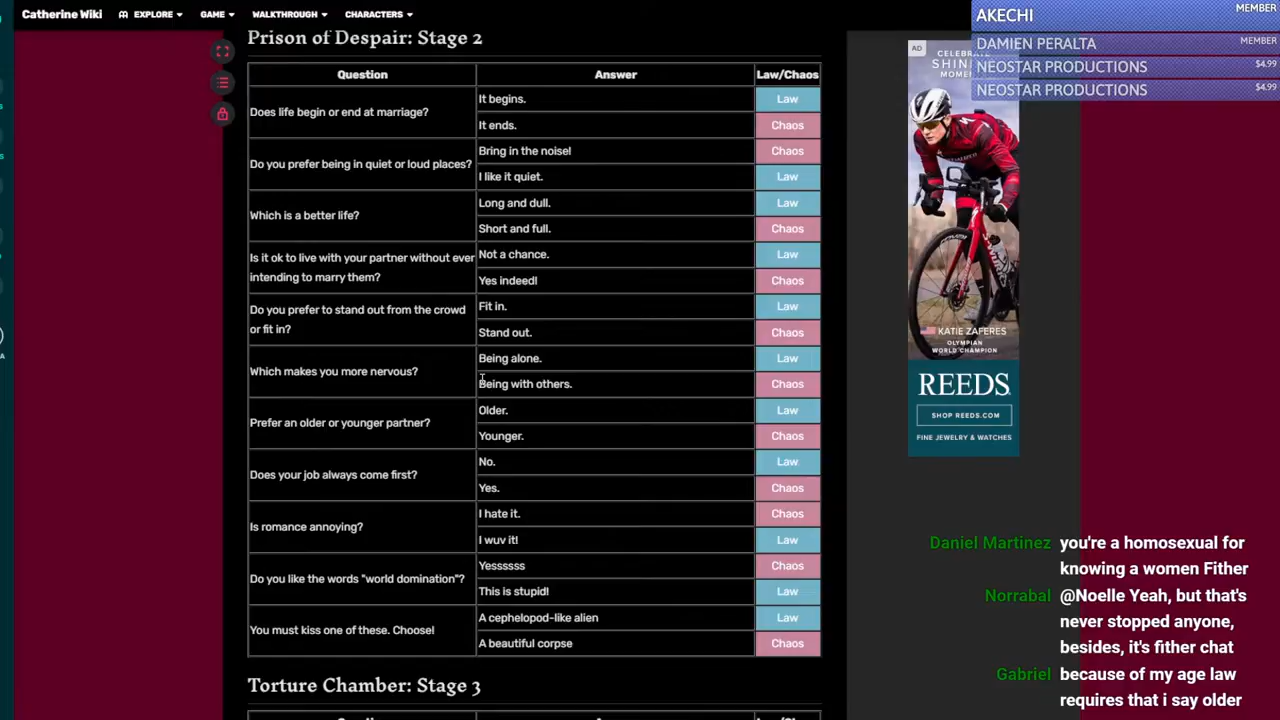 Catherine Wiki EXPLORE GAME WALKTHROUGH CHARACTERS
AKECHI MEMBER
DAMIEN PERALTA MEMBER
NEOSTAR PRODUCTIONS $4.99
NEOSTAR PRODUCTIONS $4.99
Prison of Despair: Stage 2
Question Answer Law/Chaos
Does life begin or end at marriage?
It begins. Law
It ends. Chaos
Do you prefer being in quiet or loud places?
Bring in the noise! Chaos
I like it quiet. Law
Which is a better life?
Long and dull. Law
Short and full. Chaos
Is it ok to live with your partner without ever
intending to marry them?
Not a chance. Law
Yes indeed! Chaos
Do you prefer to stand out from the crowd
or fit in?
Fit in. Law
Stand out. Chaos
Which makes you more nervous?
Being alone. Law
Being with others. Chaos
Prefer an older or younger partner?
Older. Law
Younger. Chaos
Does your job always come first?
No. Law
Yes. Chaos
Is romance annoying?
I hate it. Chaos
I wuv it! Law
Do you like the words "world domination"?
Yessssss Chaos
This is stupid! Law
You must kiss one of these. Choose!
A cephelopod-like alien Law
A beautiful corpse Chaos
Torture Chamber: Stage 3
AD
CELEBRATE
KATIE ZAFERES
OLYMPIAN
WORLD CHAMPION
REEDS
SHOP REEDS.COM
FINE JEWELRY & WATCHES
Daniel Martinez you're a homosexual for
knowing a women Fither
Norrabal @Noelle Yeah, but that's
never stopped anyone,
besides, it's fither chat
Gabriel because of my age law
requires that i say older